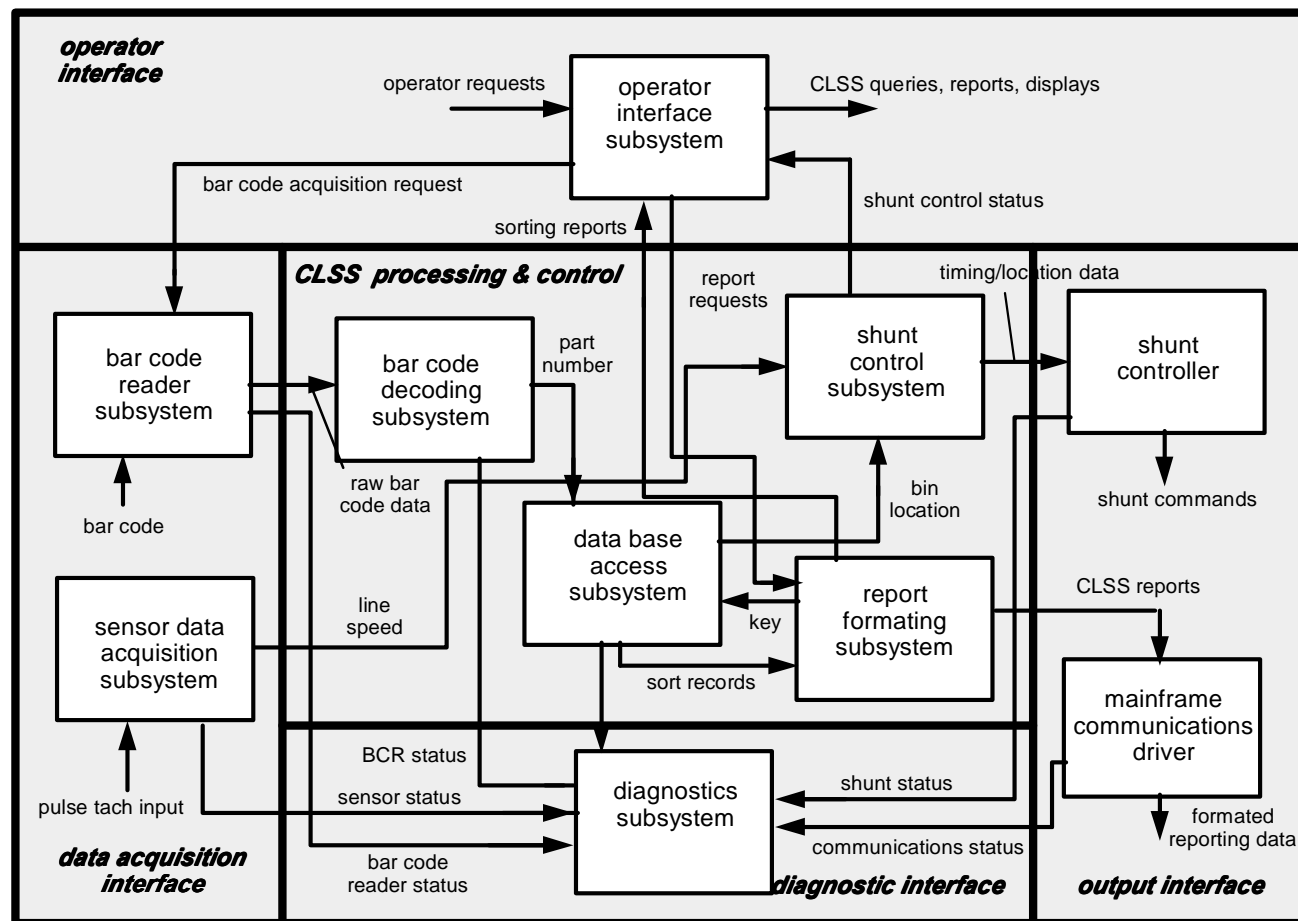 operator
interface
operator requests
operator
interface
subsystem
CLSS queries, reports, displays
bar code acquisition request
shunt control status
sorting reports
CLSS processing & control
report
requests
timing/location data
bar code
reader
subsystem
bar code
decoding
subsystem
part
number
shunt
control
subsystem
shunt
controller
raw bar
code data
bar code
bin
location
shunt commands
data base
access
subsystem
report
formating
subsystem
CLSS reports
sensor data
acquisition
subsystem
line
speed
key
sort records
mainframe
communications
driver
BCR status
pulse tach input
sensor status
diagnostics
subsystem
shunt status
communications status
formated
reporting data
data acquisition
interface
bar code
reader status
diagnostic interface
output interface